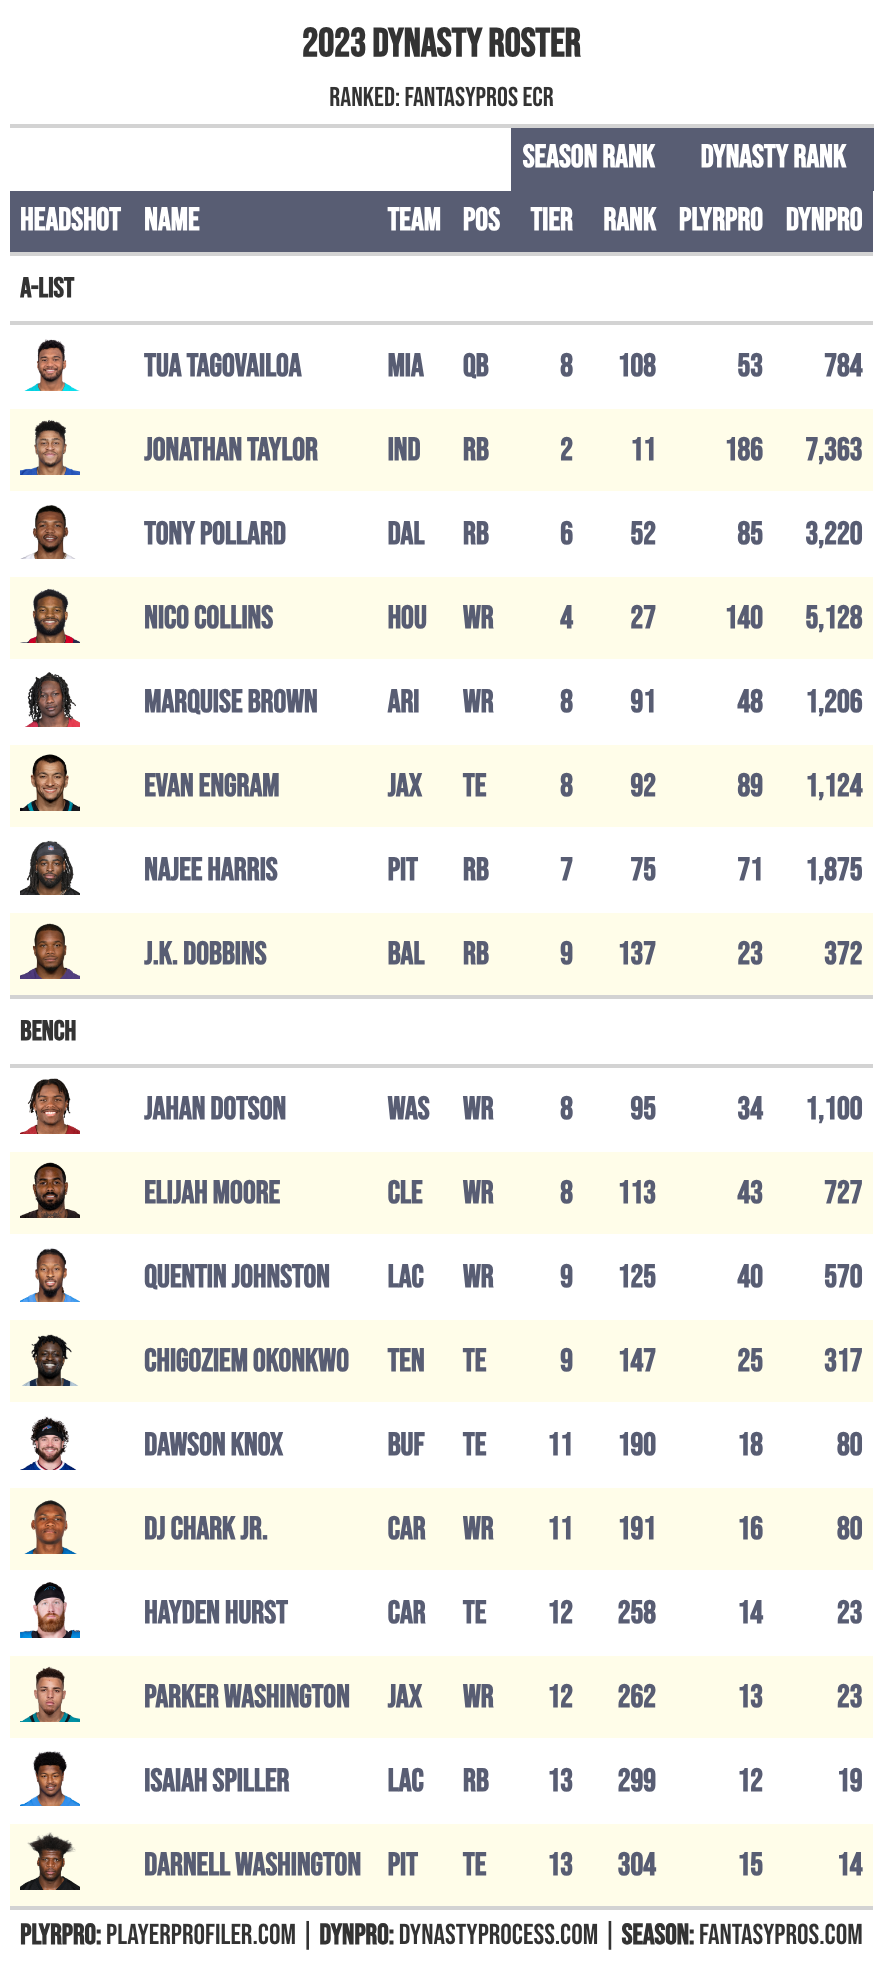 2023 DYNASTY ROSTER
RANKED: FANTASYPROS ECR
SEASON RANK DYNASTY RANK
HEADSHOT NAME TEAM POS TIER RANK PLYRPRO DYNPRO
A-LIST
TUA TAGOVAILOA MIA QB 8 108 53 784
JONATHAN TAYLOR IND RB 2 11 186 7,363
TONY POLLARD DAL RB 6 52 85 3,220
NICO COLLINS HOU WR 4 27 140 5,128
MARQUISE BROWN ARI WR 8 91 48 1,206
EVAN ENGRAM JAX TE 8 92 89 1,124
NAJEE HARRIS PIT RB 7 75 71 1,875
J.K. DOBBINS BAL RB 9 137 23 372
BENCH
JAHAN DOTSON WAS WR 8 95 34 1,100
ELIJAH MOORE CLE WR 8 113 43 727
QUENTIN JOHNSTON LAC WR 9 125 40 570
CHIGOZIEM OKONKWO TEN TE 9 147 25 317
DAWSON KNOX BUF TE 11 190 18 80
DJ CHARK JR. CAR WR 11 191 16 80
HAYDEN HURST CAR TE 12 258 14 23
PARKER WASHINGTON JAX WR 12 262 13 23
ISAIAH SPILLER LAC RB 13 299 12 19
DARNELL WASHINGTON PIT TE 13 304 15 14
PLYRPRO: PLAYERPROFILER.COM | DYNPRO: DYNASTYPROCESS.COM | SEASON: FANTASYPROS.COM